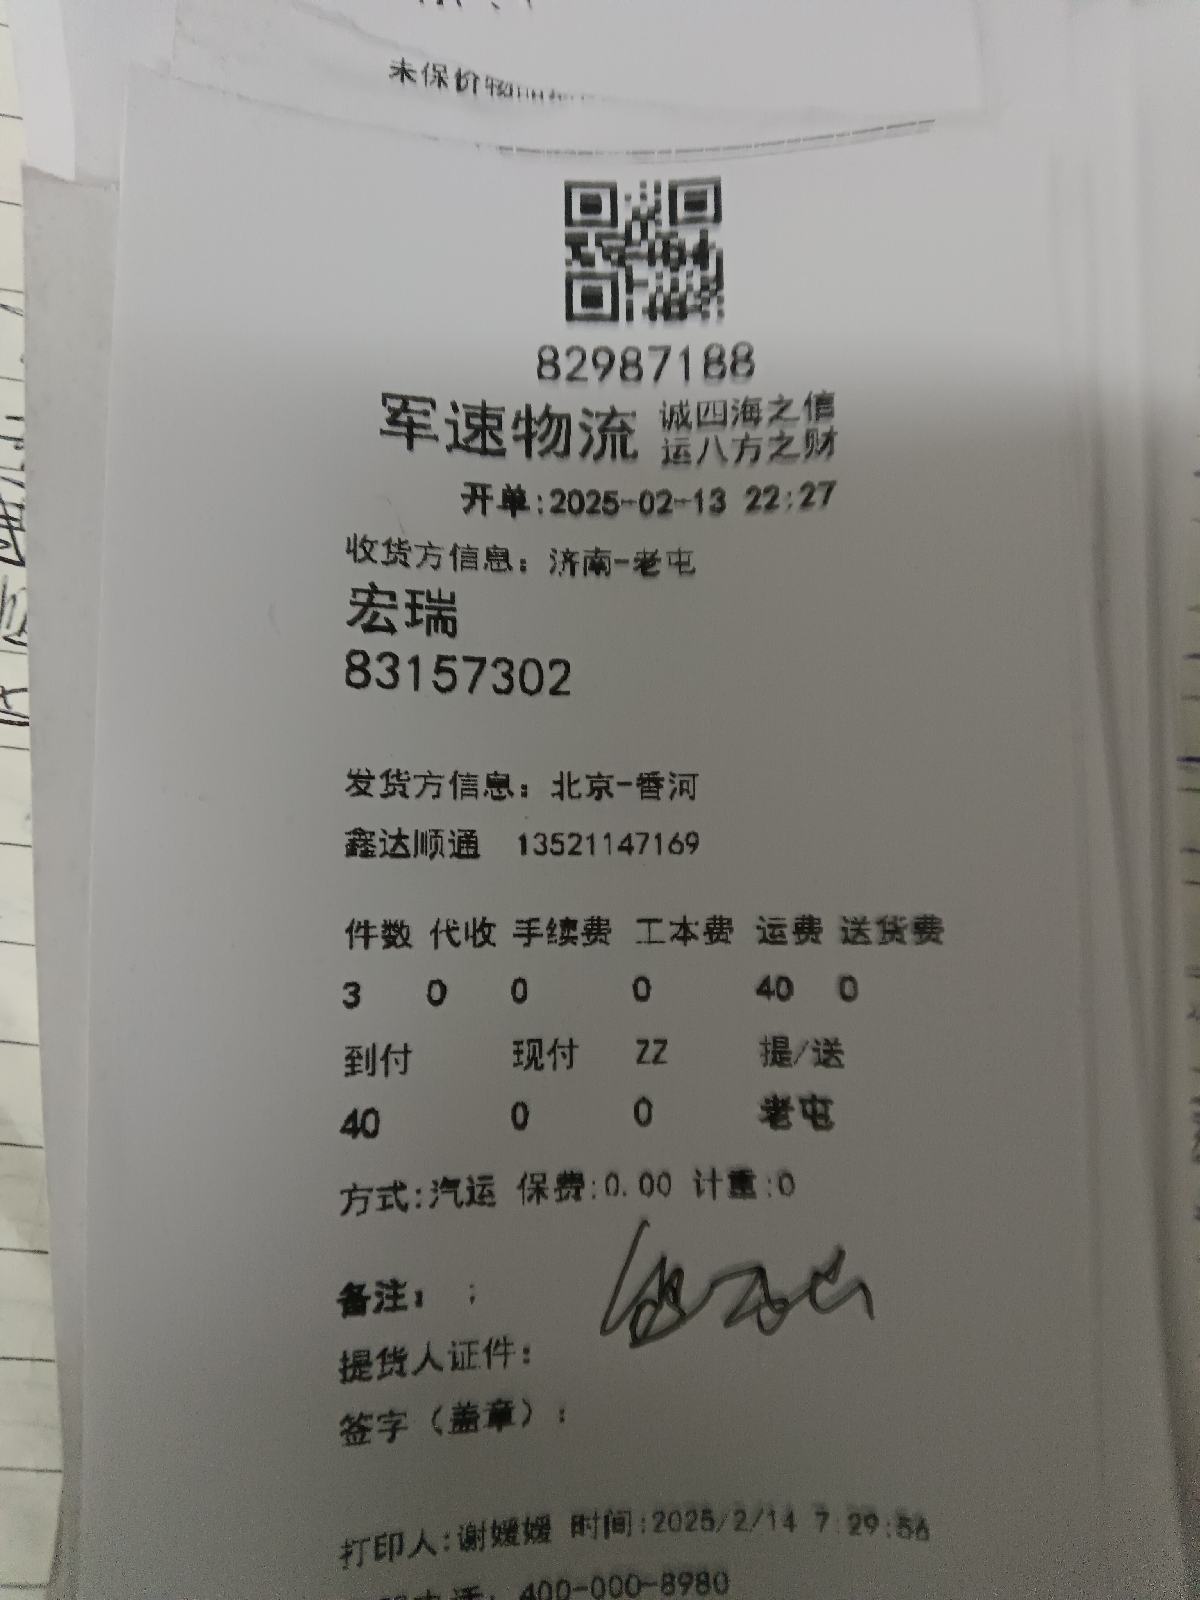 未保价物
82987188
军速物流 诚四海之信
运八方之财
开单:2025-02-13 22:27
收货方信息：济南-老屯
宏瑞
83157302
发货方信息：北京-香河
鑫达顺通 13521147169
件数 代收 手续费 工本费 运费 送货费
3 0 0 0 40 0
到付 现付 ZZ 提/送
40 0 0 老屯
方式:汽运 保费:0.00 计重:0
备注： ;
提货人证件：
签字（盖章）：
打印人:谢媛媛 时间:2025/2/14 7:29:56
电话：400-000-8980